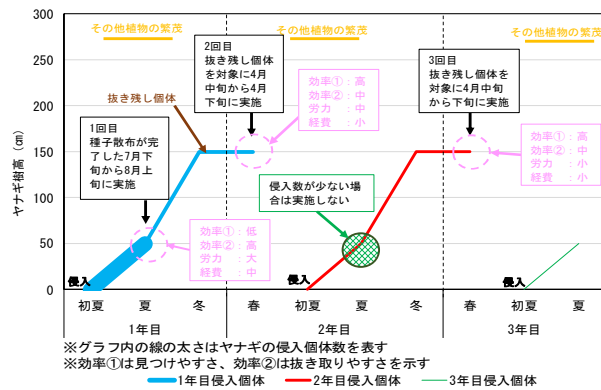 その他植物の繁茂
その他植物の繁茂
その他植物の繁茂
300
250
200
150
100
50
0
ヤナギ樹高 (cm)
抜き残し個体
1回目
種子散布が完
了した7月下
旬から8月上
旬に実施
2回目
抜き残し個体
を対象に4月
中旬から4月
下旬に実施
3回目
抜き残し個体を
対象に4月中旬
から下旬に実施
効率①：高
効率②：中
労力　：中
経費　：小
効率①：高
効率②：中
労力　：小
経費　：小
効率①：低
効率②：高
労力　：大
経費　：中
侵入数が少ない場
合は実施しない
侵入
侵入
侵入
初夏 夏 冬 春 初夏 夏 冬 春 初夏 夏
1年目 2年目 3年目
※グラフ内の線の太さはヤナギの侵入個体数を表す
※効率①は見つけやすさ、効率②は抜き取りやすさを示す
1年目侵入個体 2年目侵入個体 3年目侵入個体